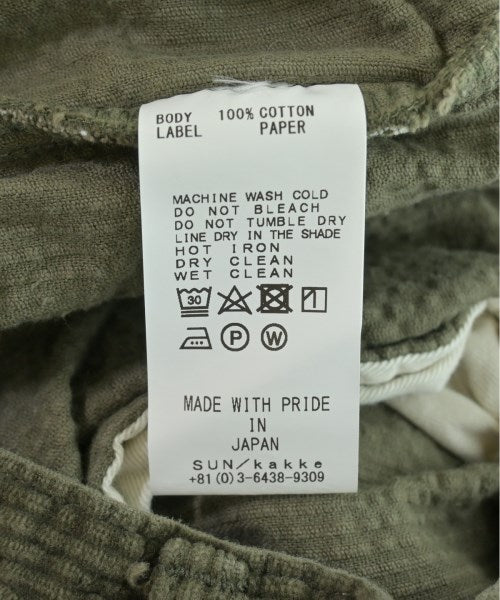 BODY 100% COTTON
LABEL PAPER
MACHINE WASH COLD
DO NOT BLEACH
DO NOT TUMBLE DRY
LINE DRY IN THE SHADE
HOT IRON
DRY CLEAN
WET CLEAN
30
P W
MADE WITH PRIDE
IN
JAPAN
SUN/kakke
+81(0)3-6438-9309